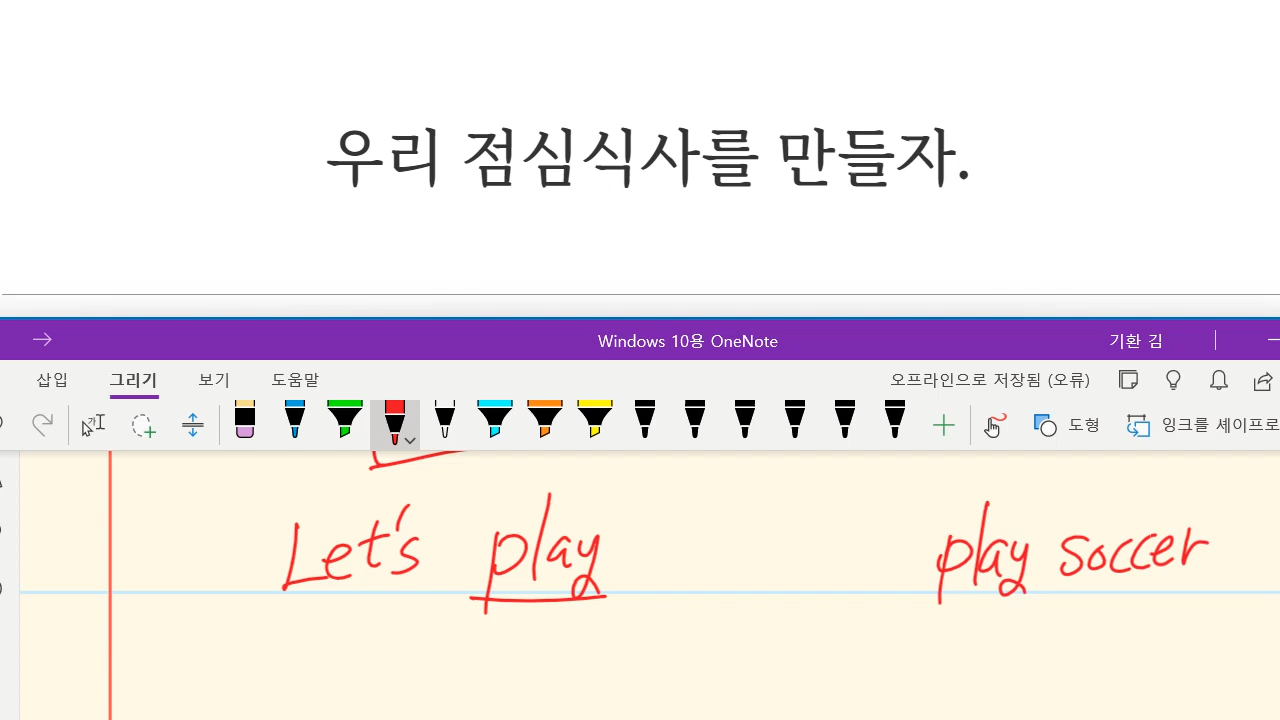 우리 점심식사를 만들자.
Windows 10용 OneNote 기환 김
삽입 그리기 보기 도움말 오프라인으로 저장됨 (오류)
도형 잉크를 셰이프로
Let's play play soccer